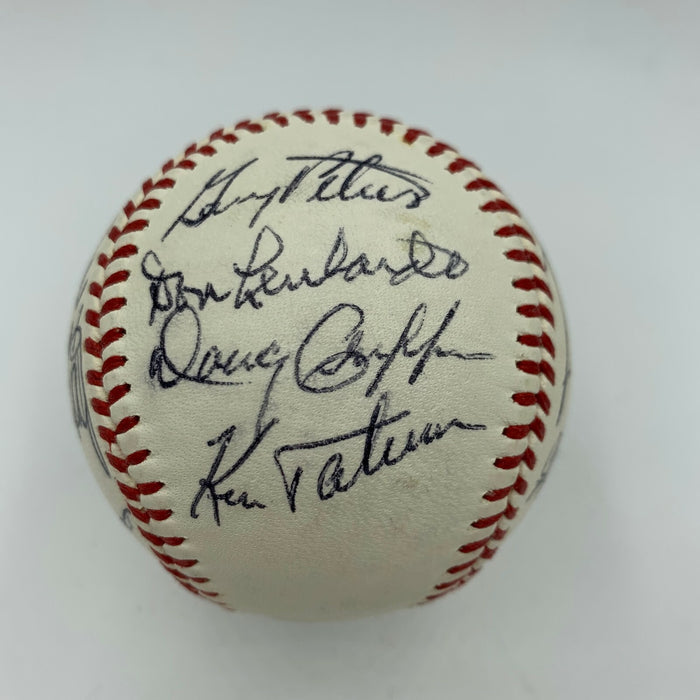 Gary Peters
Don Lenhardt
Doug Griffin
Ken Tatum